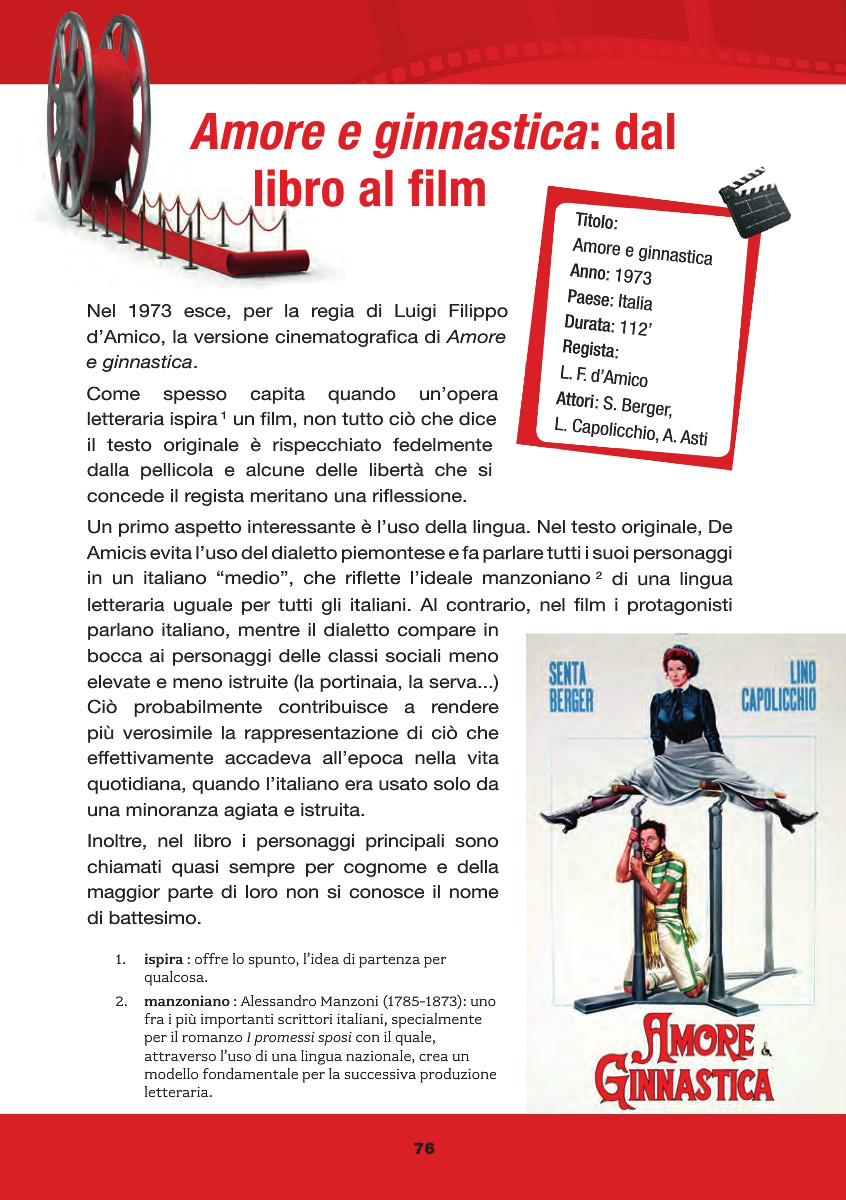 Amore e ginnastica: dal
libro al film
Titolo:
Amore e ginnastica
Anno: 1973
Paese: Italia
Durata: 112’
Regista:
L. F. d’Amico
Attori: S. Berger,
L. Capolicchio, A. Asti
Nel 1973 esce, per la regia di Luigi Filippo
d’Amico, la versione cinematografica di Amore
e ginnastica.
Come spesso capita quando un’opera
letteraria ispira 1 un film, non tutto ciò che dice
il testo originale è rispecchiato fedelmente
dalla pellicola e alcune delle libertà che si
concede il regista meritano una riflessione.
Un primo aspetto interessante è l’uso della lingua. Nel testo originale, De
Amicis evita l’uso del dialetto piemontese e fa parlare tutti i suoi personaggi
in un italiano “medio”, che riflette l’ideale manzoniano 2 di una lingua
letteraria uguale per tutti gli italiani. Al contrario, nel film i protagonisti
parlano italiano, mentre il dialetto compare in
bocca ai personaggi delle classi sociali meno
elevate e meno istruite (la portinaia, la serva...)
Ciò probabilmente contribuisce a rendere
più verosimile la rappresentazione di ciò che
effettivamente accadeva all’epoca nella vita
quotidiana, quando l’italiano era usato solo da
una minoranza agiata e istruita.
Inoltre, nel libro i personaggi principali sono
chiamati quasi sempre per cognome e della
maggior parte di loro non si conosce il nome
di battesimo.
SENTA
BERGER
LINO
CAPOLICCHIO
AMORE &
GINNASTICA
1. ispira : offre lo spunto, l’idea di partenza per
qualcosa.
2. manzoniano : Alessandro Manzoni (1785-1873): uno
fra i più importanti scrittori italiani, specialmente
per il romanzo I promessi sposi con il quale,
attraverso l’uso di una lingua nazionale, crea un
modello fondamentale per la successiva produzione
letteraria.
76